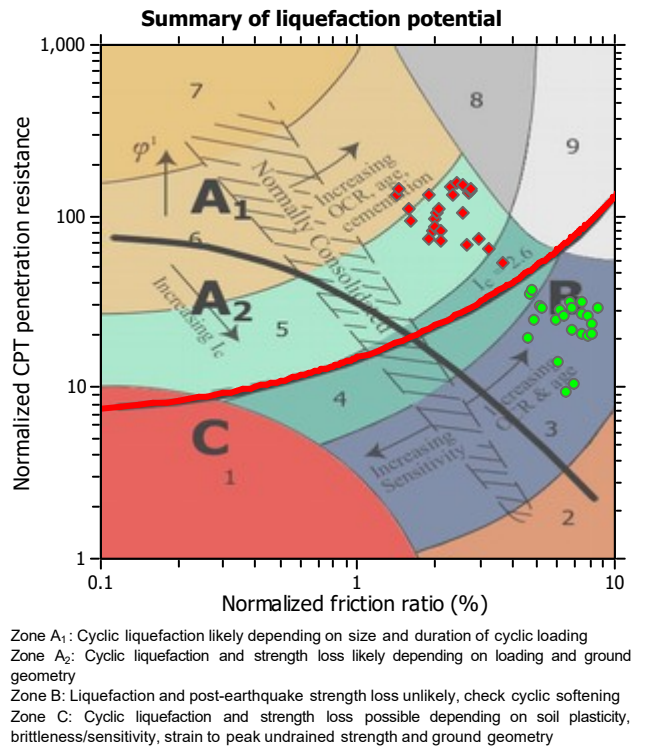 Summary of liquefaction potential
Normalized CPT penetration resistance
1,000
100
10
1
7
8
9
φ'
A1
Normally Consolidated
Increasing
OCR, age,
cementation
6
A2
Increasing Ic
5
Ic = 2.6
B
4
Increasing
OCR & age
3
C
1
Increasing
Sensitivity
2
0.1
1
10
Normalized friction ratio (%)
Zone A1: Cyclic liquefaction likely depending on size and duration of cyclic loading
Zone A2: Cyclic liquefaction and strength loss likely depending on loading and ground
geometry
Zone B: Liquefaction and post-earthquake strength loss unlikely, check cyclic softening
Zone C: Cyclic liquefaction and strength loss possible depending on soil plasticity,
brittleness/sensitivity, strain to peak undrained strength and ground geometry